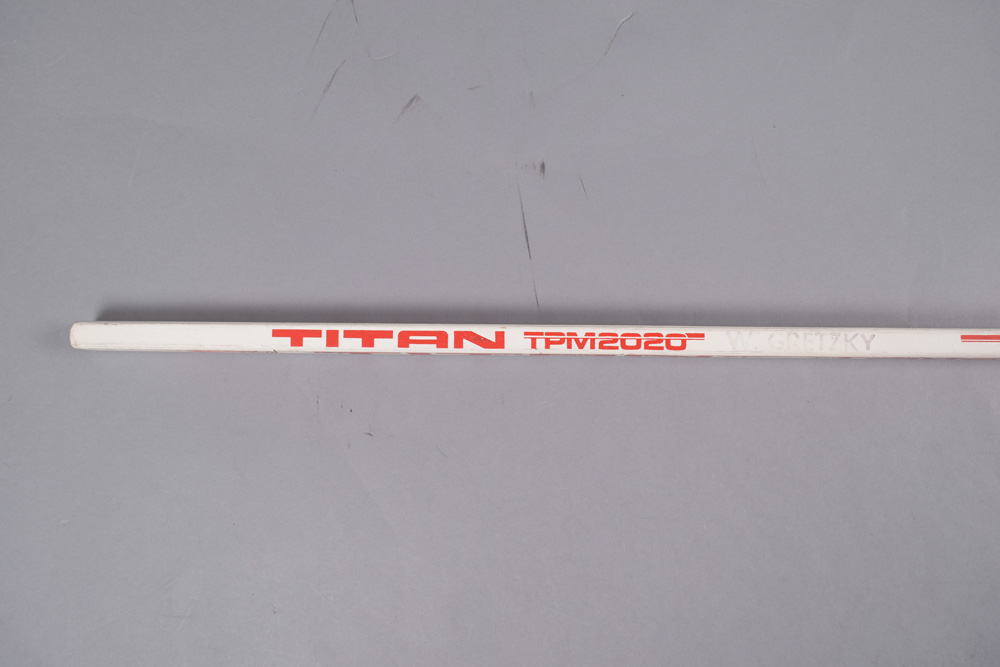 TITAN TPM2020 W. GRETZKY